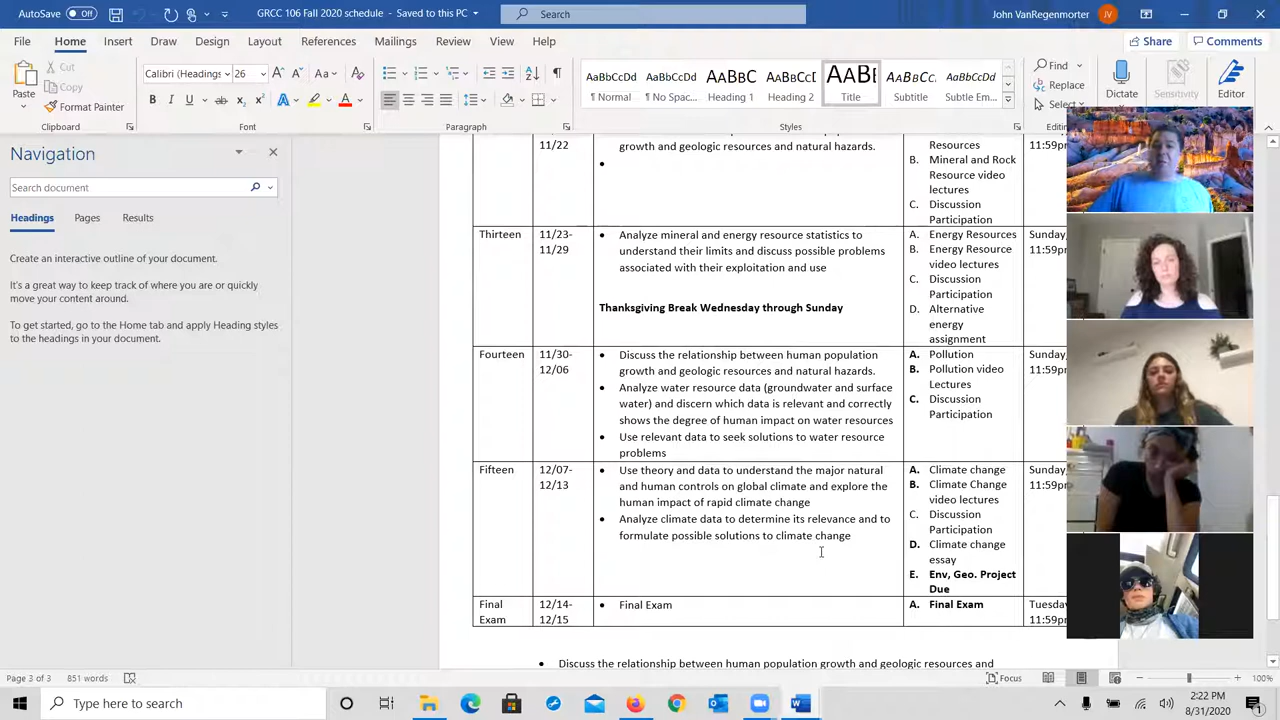 AutoSave Off
GRCC 106 Fall 2020 schedule - Saved to this PC
Search
John VanRegenmorter JV
File Home Insert Draw Design Layout References Mailings Review View Help
Share Comments
Paste
Cut
Copy
Format Painter
Calibri (Headings 26
AaBbCcDd AaBbCcDd AaBbC AaBbCcD AaBb AaBbCcD AaBbCcDd
¶ Normal ¶ No Spac... Heading 1 Heading 2 Title Subtitle Subtle Em...
Find
Replace
Select
Dictate Sensitivity Editor
Clipboard Font Paragraph Styles Editing
Navigation
Search document
Headings Pages Results
Create an interactive outline of your document.
It's a great way to keep track of where you are or quickly
move your content around.
To get started, go to the Home tab and apply Heading styles
to the headings in your document.
11/22
growth and geologic resources and natural hazards.
Resources
B. Mineral and Rock
Resource video
lectures
C. Discussion
Participation
11:59p
Thirteen
11/23-
11/29
• Analyze mineral and energy resource statistics to
understand their limits and discuss possible problems
associated with their exploitation and use
Thanksgiving Break Wednesday through Sunday
A. Energy Resources
B. Energy Resource
video lectures
C. Discussion
Participation
D. Alternative
energy
assignment
Sunday,
11:59pr
Fourteen
11/30-
12/06
• Discuss the relationship between human population
growth and geologic resources and natural hazards.
• Analyze water resource data (groundwater and surface
water) and discern which data is relevant and correctly
shows the degree of human impact on water resources
• Use relevant data to seek solutions to water resource
problems
A. Pollution
B. Pollution video
Lectures
C. Discussion
Participation
Sunday,
11:59pr
Fifteen
12/07-
12/13
• Use theory and data to understand the major natural
and human controls on global climate and explore the
human impact of rapid climate change
• Analyze climate data to determine its relevance and to
formulate possible solutions to climate change
A. Climate change
B. Climate Change
video lectures
C. Discussion
Participation
D. Climate change
essay
E. Env, Geo. Project
Due
Sunday,
11:59pr
Final
Exam
12/14-
12/15
• Final Exam
A. Final Exam
Tuesda
11:59pr
• Discuss the relationship between human population growth and geologic resources and
Page 3 of 3 851 words
Focus
100%
Type here to search
2:22 PM
8/31/2020